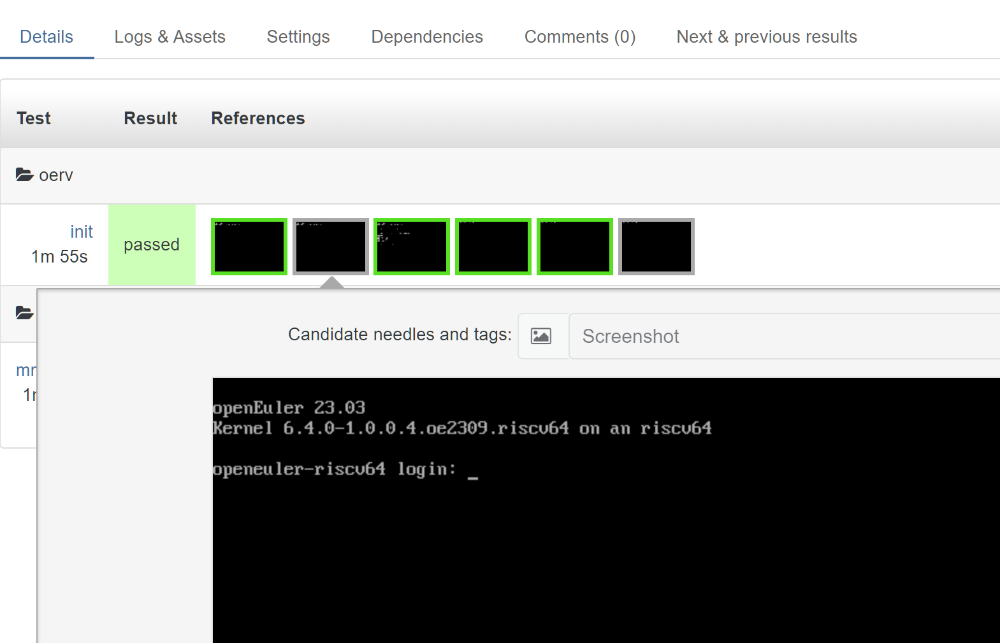 Details Logs & Assets Settings Dependencies Comments (0) Next & previous results
Test Result References
oerv
init
1m 55s
passed
Candidate needles and tags: Screenshot
openEuler 23.03
Kernel 6.4.0-1.0.0.4.oe2309.riscv64 on an riscv64
openeuler-riscv64 login: _